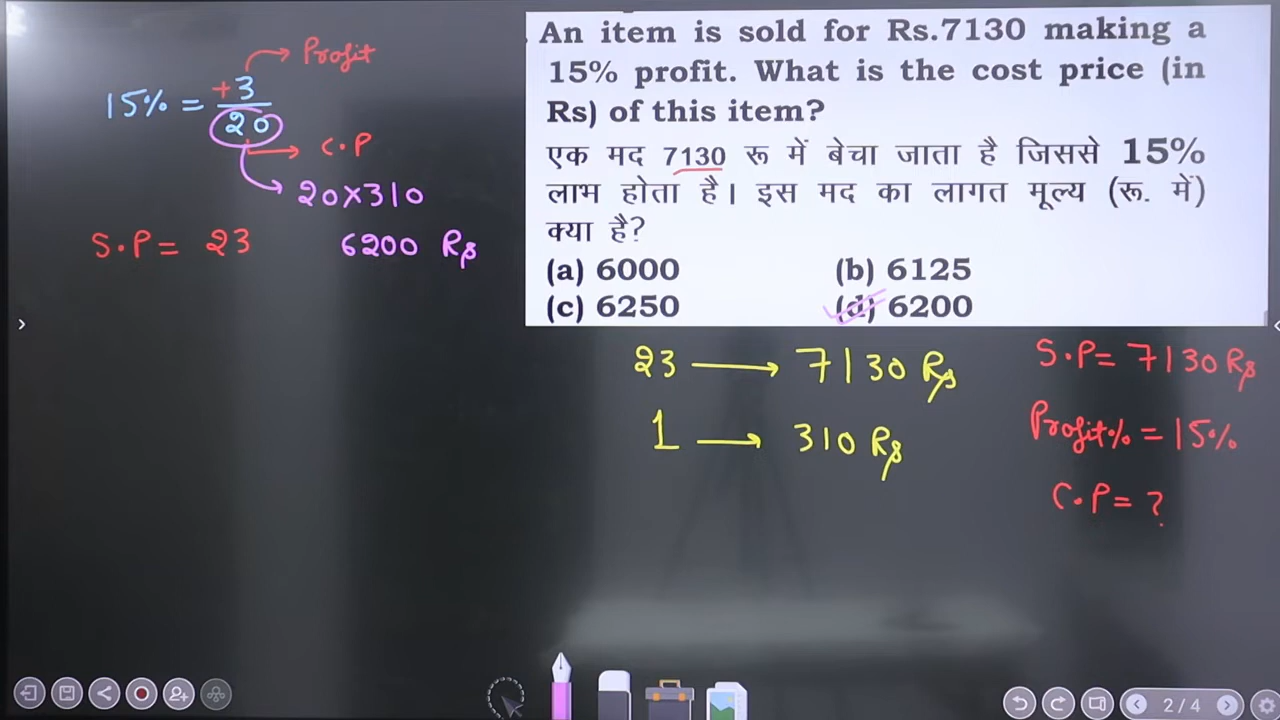 An item is sold for Rs.7130 making a
15% profit. What is the cost price (in
Rs) of this item?
एक मद 7130 रू में बेचा जाता है जिससे 15%
लाभ होता है। इस मद का लागत मूल्य (रू. में)
क्या है?
(a) 6000 (b) 6125
(c) 6250 (d) 6200
Profit
15% = +3/20
C.P
20×310
S.P = 23 6200 Rs
23 → 7130 Rs
1 → 310 Rs
S.P = 7130 Rs
Profit% = 15%
C.P = ?
2/4